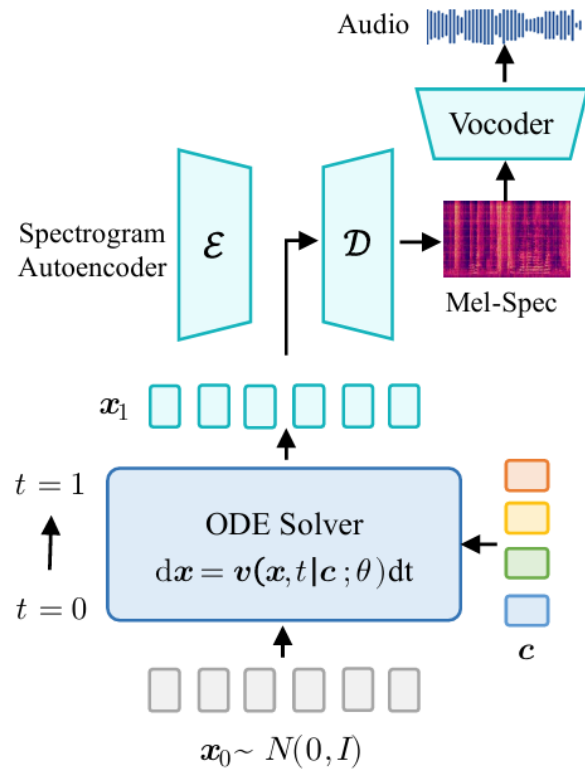 Audio
Vocoder
Spectrogram
Autoencoder
ℰ
𝒟
Mel-Spec
x₁
t = 1
ODE Solver
dx = v(x, t|c ; θ)dt
t = 0
c
x₀ ~ N(0, I)